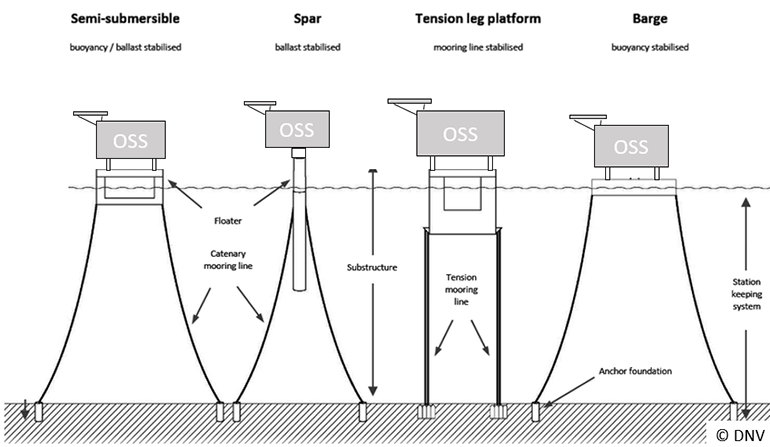 Semi-submersible
buoyancy / ballast stabilised
Spar
ballast stabilised
Tension leg platform
mooring line stabilised
Barge
buoyancy stabilised
OSS
OSS
OSS
OSS
Floater
Catenary
mooring line
Substructure
Tension
mooring
line
Station
keeping
system
Anchor foundation
© DNV